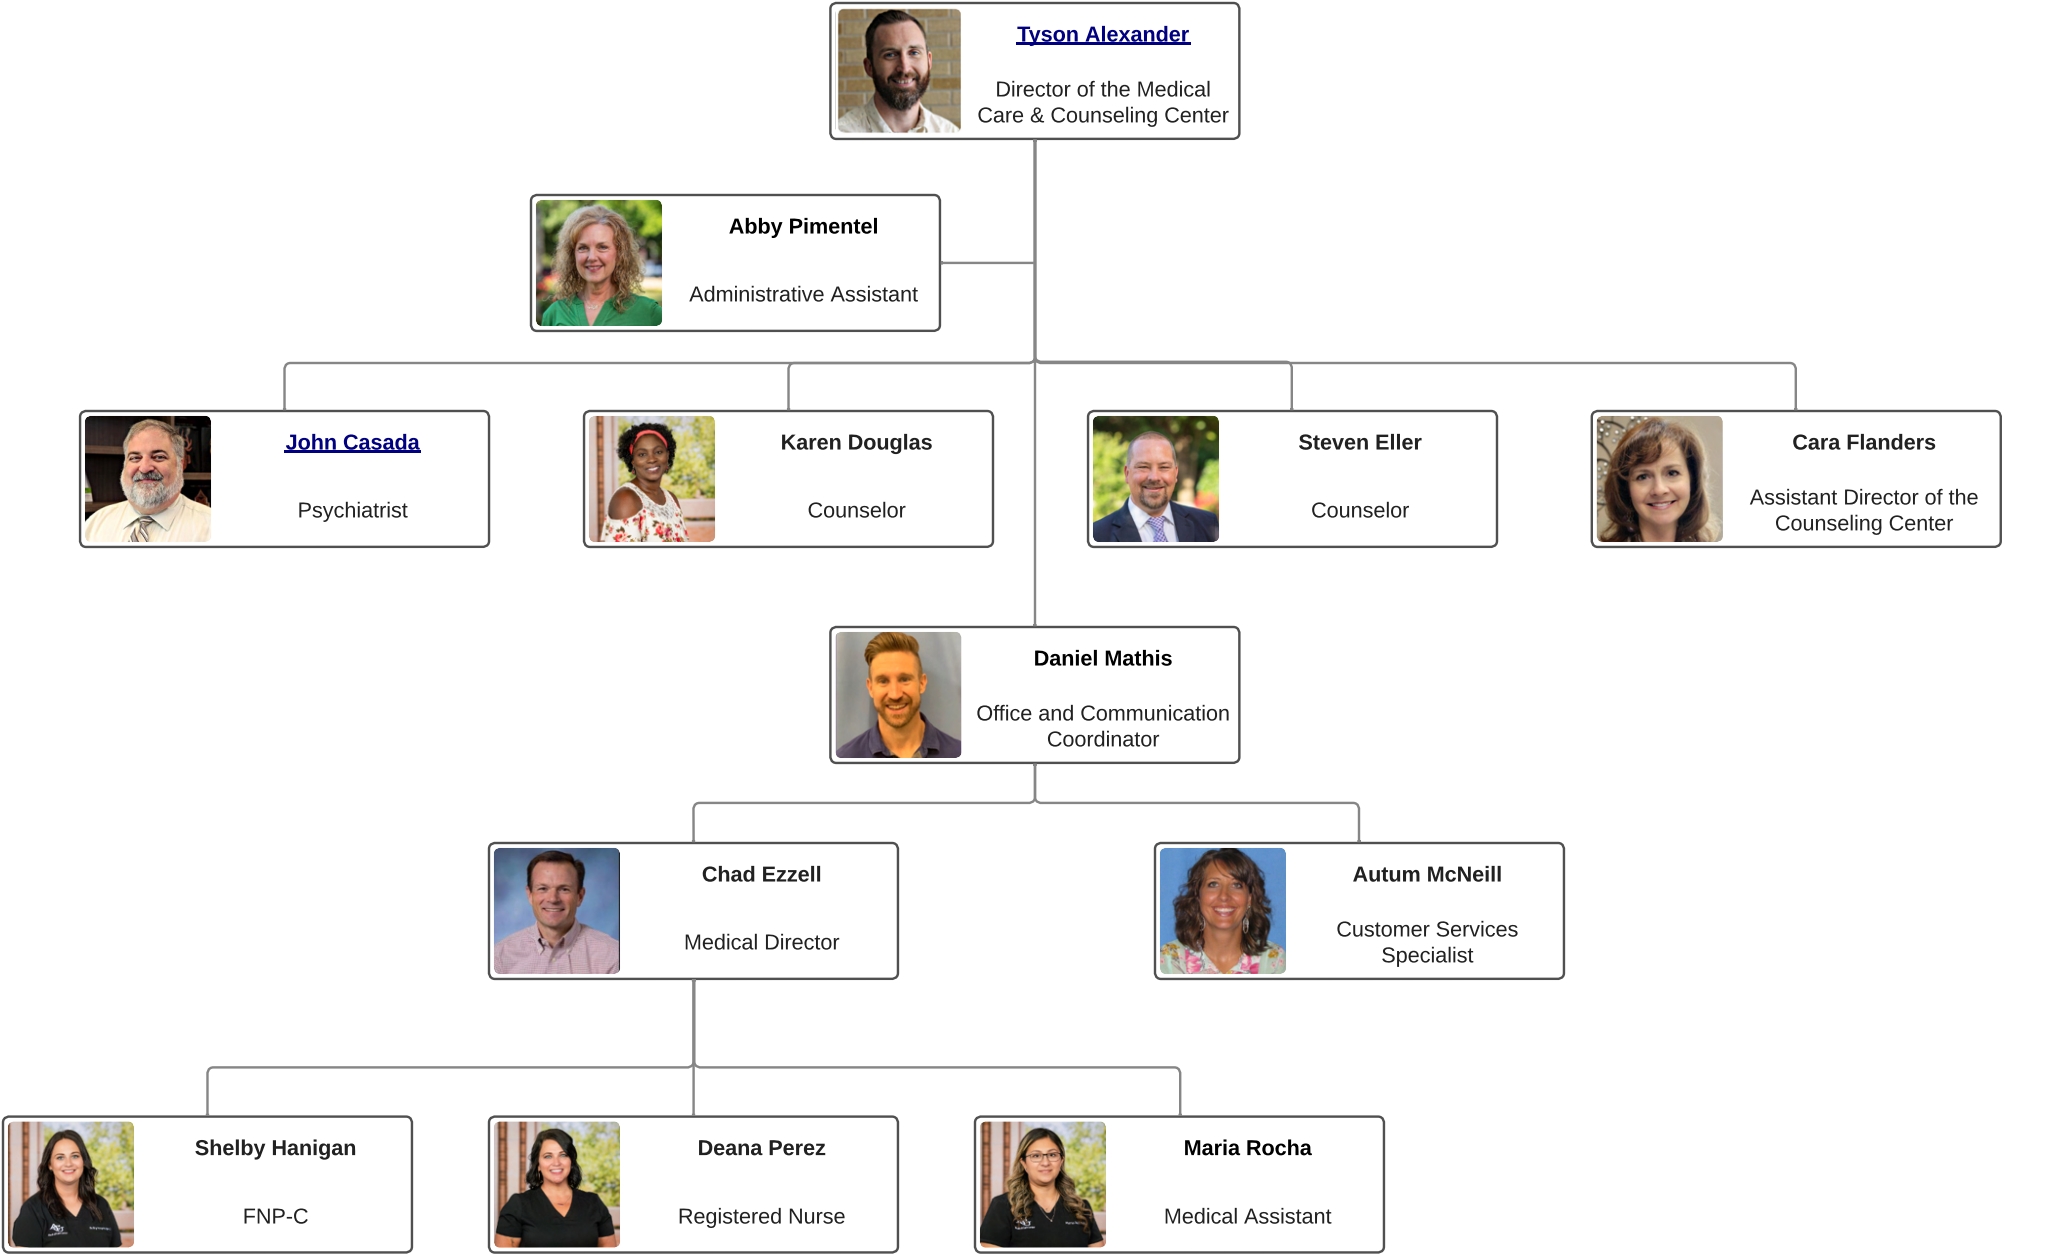 Tyson Alexander
Director of the Medical
Care & Counseling Center
Abby Pimentel
Administrative Assistant
John Casada
Psychiatrist
Karen Douglas
Counselor
Steven Eller
Counselor
Cara Flanders
Assistant Director of the
Counseling Center
Daniel Mathis
Office and Communication
Coordinator
Chad Ezzell
Medical Director
Autum McNeill
Customer Services
Specialist
Shelby Hanigan
FNP-C
Deana Perez
Registered Nurse
Maria Rocha
Medical Assistant